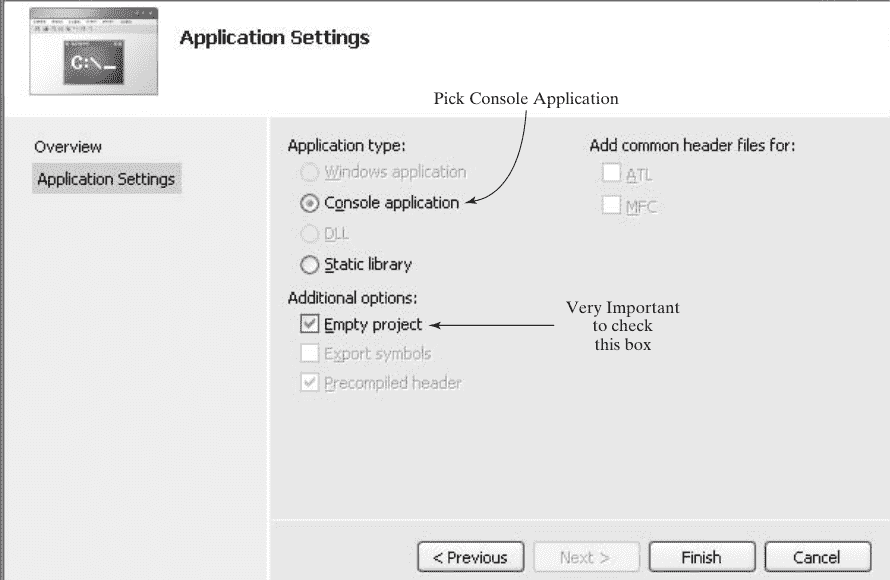 C:\_
Application Settings
Pick Console Application
Overview
Application Settings
Application type:
Windows application
Console application
DLL
Static library
Add common header files for:
ATL
MFC
Additional options:
Empty project
Export symbols
Precompiled header
Very Important
to check
this box
< Previous
Next >
Finish
Cancel